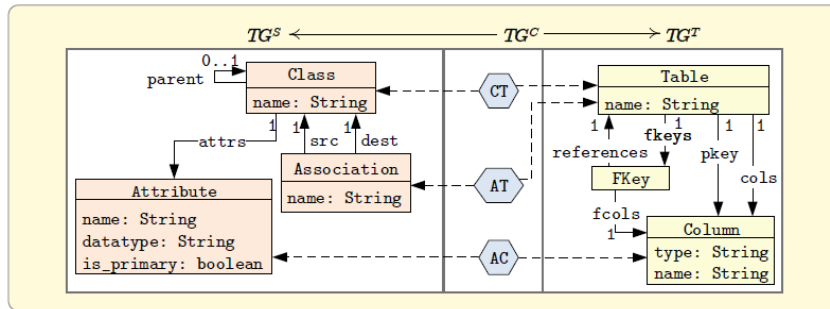 TG^S TG^C TG^T
0..1
parent
Class
name: String
1
attrs
1
src
1
dest
Association
name: String
Attribute
name: String
datatype: String
is_primary: boolean
CT
AT
AC
Table
name: String
1
references
1
fkeys
1
pkey
1
cols
FKey
fcols
1
Column
type: String
name: String